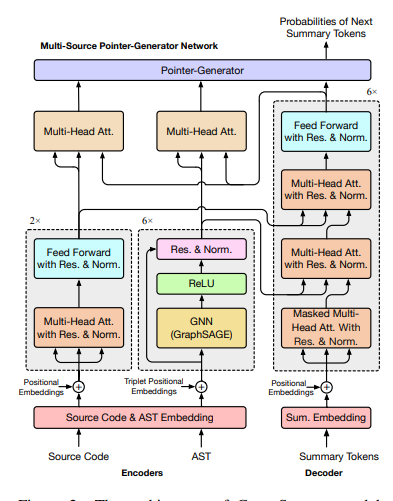 Probabilities of Next
Summary Tokens
Multi-Source Pointer-Generator Network
Pointer-Generator
6×
Multi-Head Att.
Multi-Head Att.
Feed Forward
with Res. & Norm.
Multi-Head Att.
with Res. & Norm.
2×
6×
Feed Forward
with Res. & Norm.
Res. & Norm.
Multi-Head Att.
with Res. & Norm.
ReLU
Multi-Head Att.
with Res. & Norm.
GNN
(GraphSAGE)
Masked Multi-
Head Att. With
Res. & Norm.
Positional
Embeddings
Triplet Positional
Embeddings
Positional
Embeddings
Source Code & AST Embedding
Sum. Embedding
Source Code
AST
Summary Tokens
Encoders
Decoder